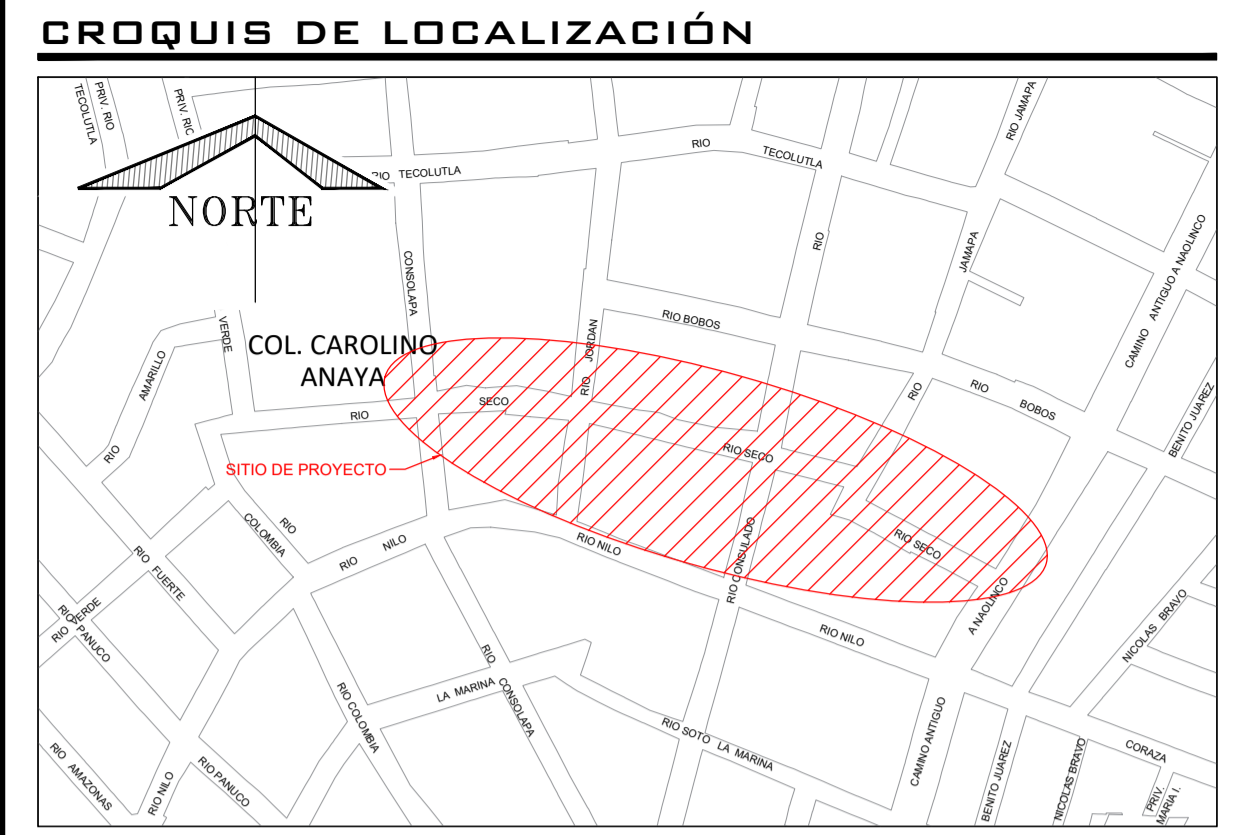 CROQUIS DE LOCALIZACIÓN
PRIV. RIO
TECOLUTLA
PRIV. RIO
NORTE
RIO TECOLUTLA
RIO
TECOLUTLA
RIO JAMAPA
RIO
JAMAPA
CAMINO ANTIGUO A NAOLINCO
CONSOLAPA
VERDE
COL. CAROLINO
ANAYA
RIO JORDAN
RIO BOBOS
RIO AMARILLO
RIO
SECO
RIO
RIO
BOBOS
BENITO JUAREZ
SITIO DE PROYECTO
RIO SECO
RIO
COLOMBIA
RIO
NILO
RIO NILO
RIO CONSULADO
RIO SECO
A NAOLINCO
RIO
FUERTE
RIO VERDE
RIO PANUCO
RIO NILO
NICOLAS BRAVO
RIO CONSOLAPA
LA MARINA
RIO COLOMBIA
RIO SOTO LA MARINA
CAMINO ANTIGUO
BENITO JUAREZ
NICOLAS BRAVO
CORAZA
PRIV.
MARIA I.
RIO AMAZONAS
RIO NILO
RIO PANUCO